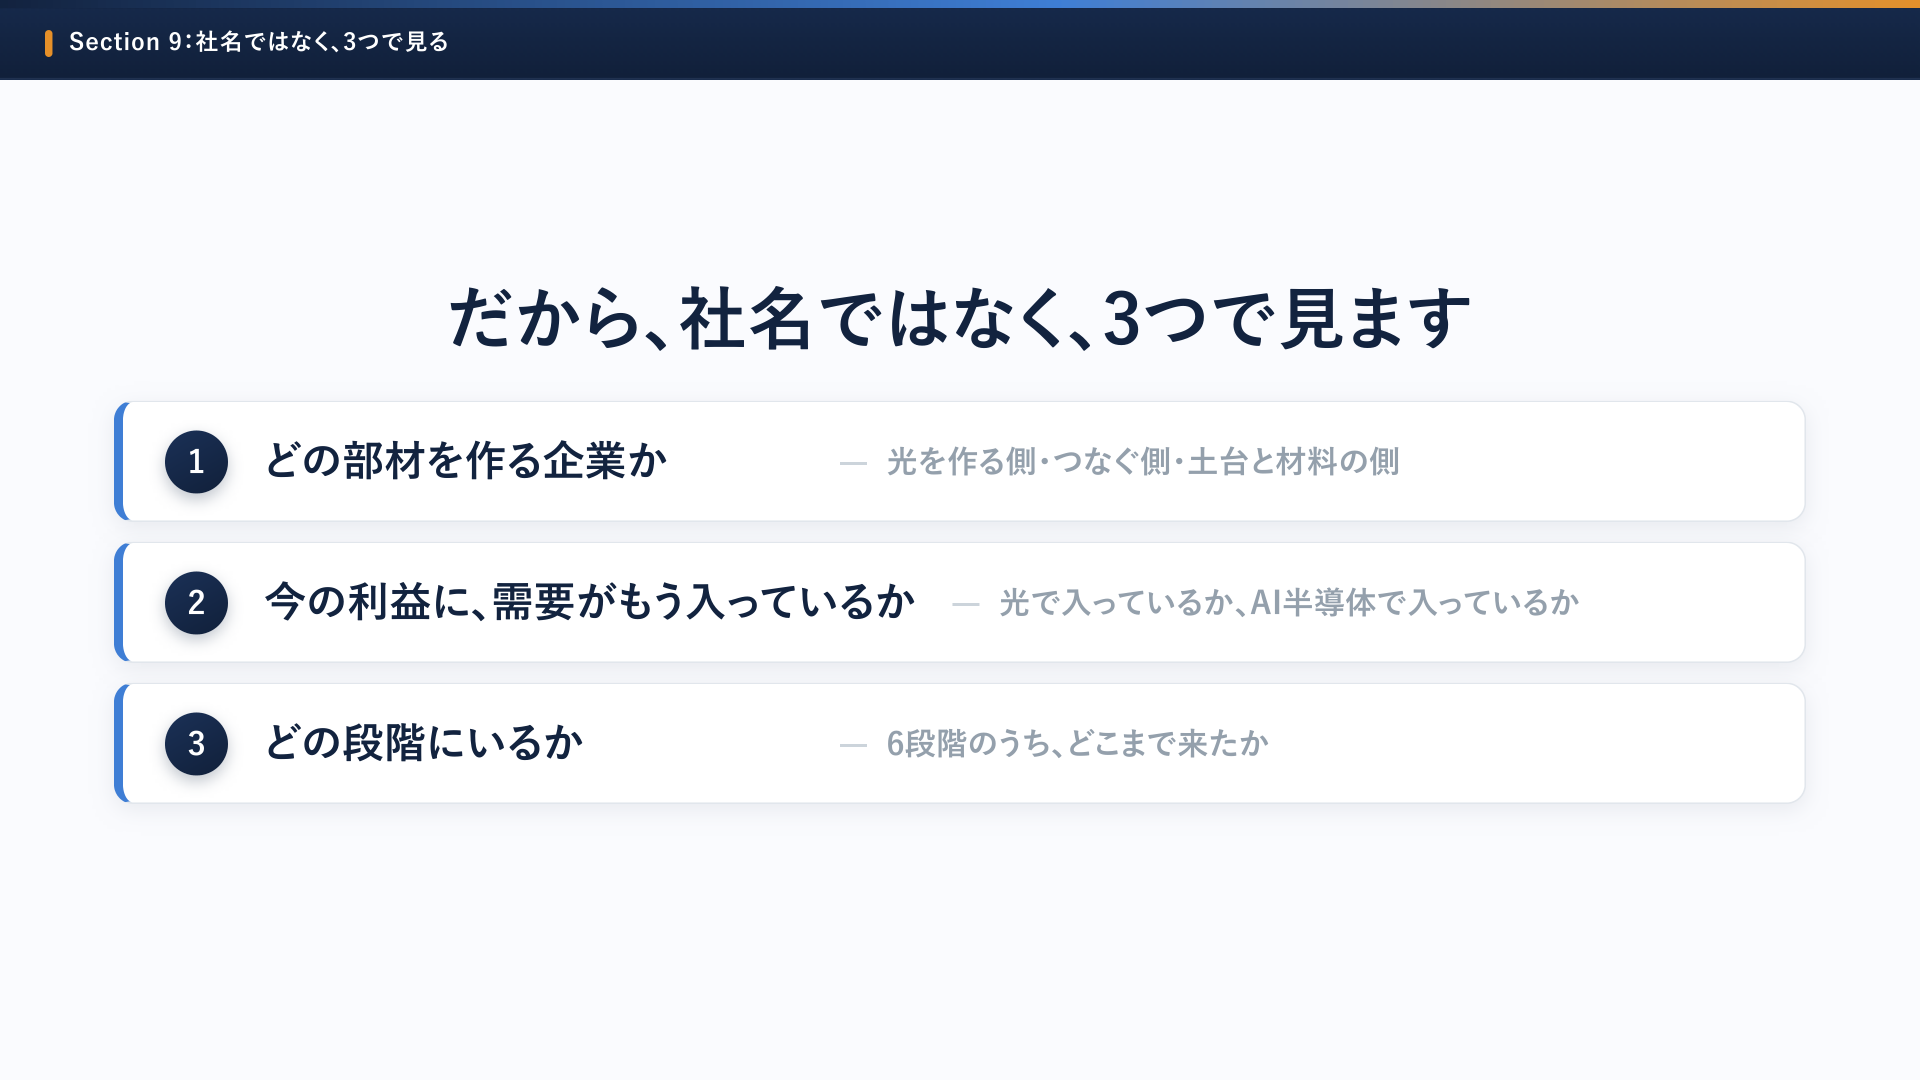 Section 9：社名ではなく、3つで見る
だから、社名ではなく、3つで見ます
1 どの部材を作る企業か — 光を作る側・つなぐ側・土台と材料の側
2 今の利益に、需要がもう入っているか — 光で入っているか、AI半導体で入っているか
3 どの段階にいるか — 6段階のうち、どこまで来たか